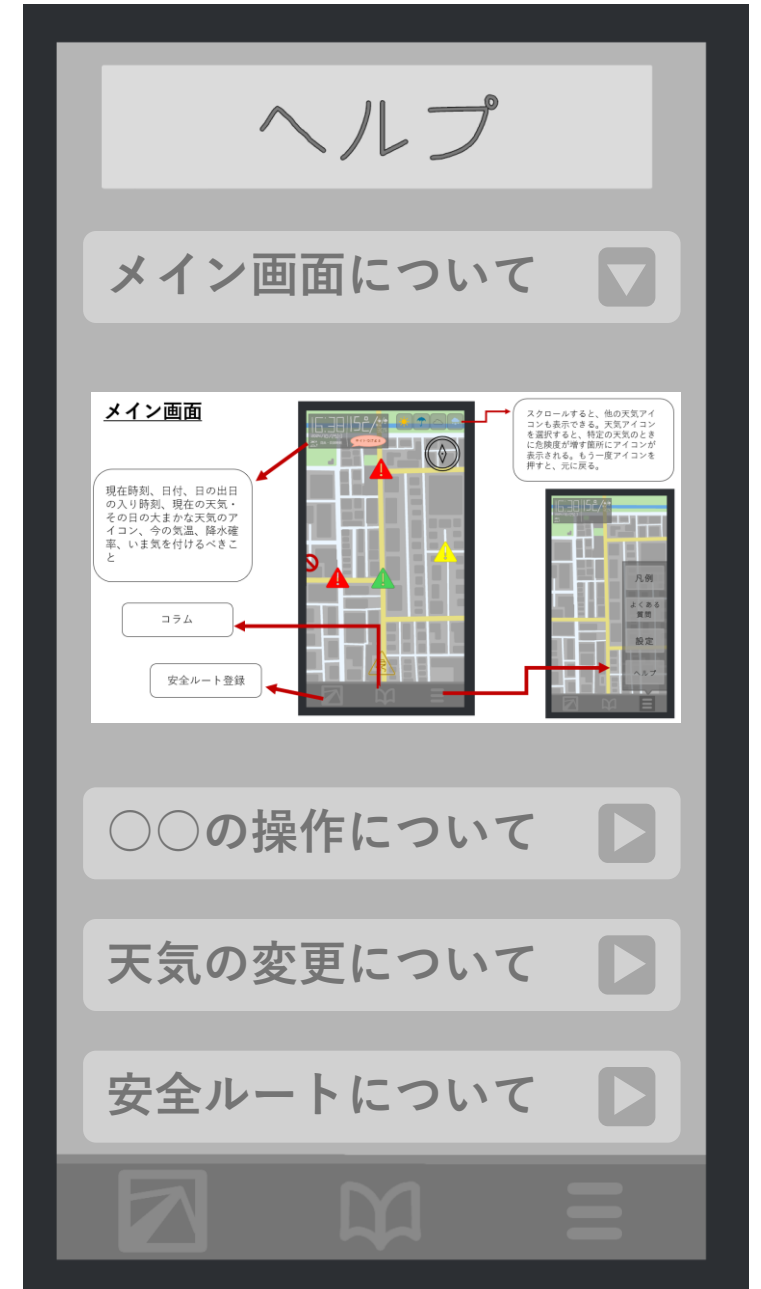 ヘルプ
メイン画面について
メイン画面
スクロールすると、他の天気アイ
コンも表示できる。天気アイコン
を選択すると、特定の天気のとき
に危険度が増す箇所にアイコンが
表示される。もう一度アイコンを
押すと、元に戻る。
16:38
15℃/
現在時刻、日付、日の出日
の入り時刻、現在の天気・
その日の大まかな天気のア
イコン、今の気温、降水確
率、いま気を付けるべきこ
と
コラム
安全ルート登録
凡例
よくある
質問
設定
ヘルプ
〇〇の操作について
天気の変更について
安全ルートについて